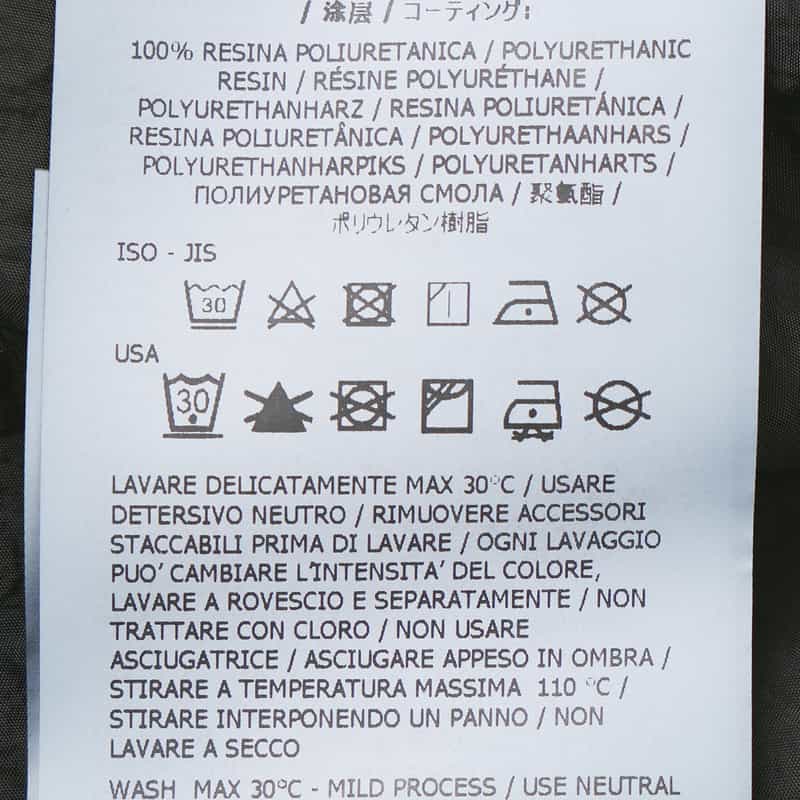 / 涂层 / コーティング:
100% RESINA POLIURETANICA / POLYURETHANIC
RESIN / RÉSINE POLYURÉTHANE /
POLYURETHANHARZ / RESINA POLIURETÁNICA /
RESINA POLIURETÂNICA / POLYURETHAANHARS /
POLYURETHANHARPIKS / POLYURETANHARTS /
ПОЛИУРЕТАНОВАЯ СМОЛА / 聚氨酯 /
ポリウレタン樹脂
ISO - JIS
30
USA
30
LAVARE DELICATAMENTE MAX 30°C / USARE
DETERSIVO NEUTRO / RIMUOVERE ACCESSORI
STACCABILI PRIMA DI LAVARE / OGNI LAVAGGIO
PUO' CAMBIARE L'INTENSITA' DEL COLORE,
LAVARE A ROVESCIO E SEPARATAMENTE / NON
TRATTARE CON CLORO / NON USARE
ASCIUGATRICE / ASCIUGARE APPESO IN OMBRA /
STIRARE A TEMPERATURA MASSIMA 110 °C /
STIRARE INTERPONENDO UN PANNO / NON
LAVARE A SECCO
WASH MAX 30°C - MILD PROCESS / USE NEUTRAL